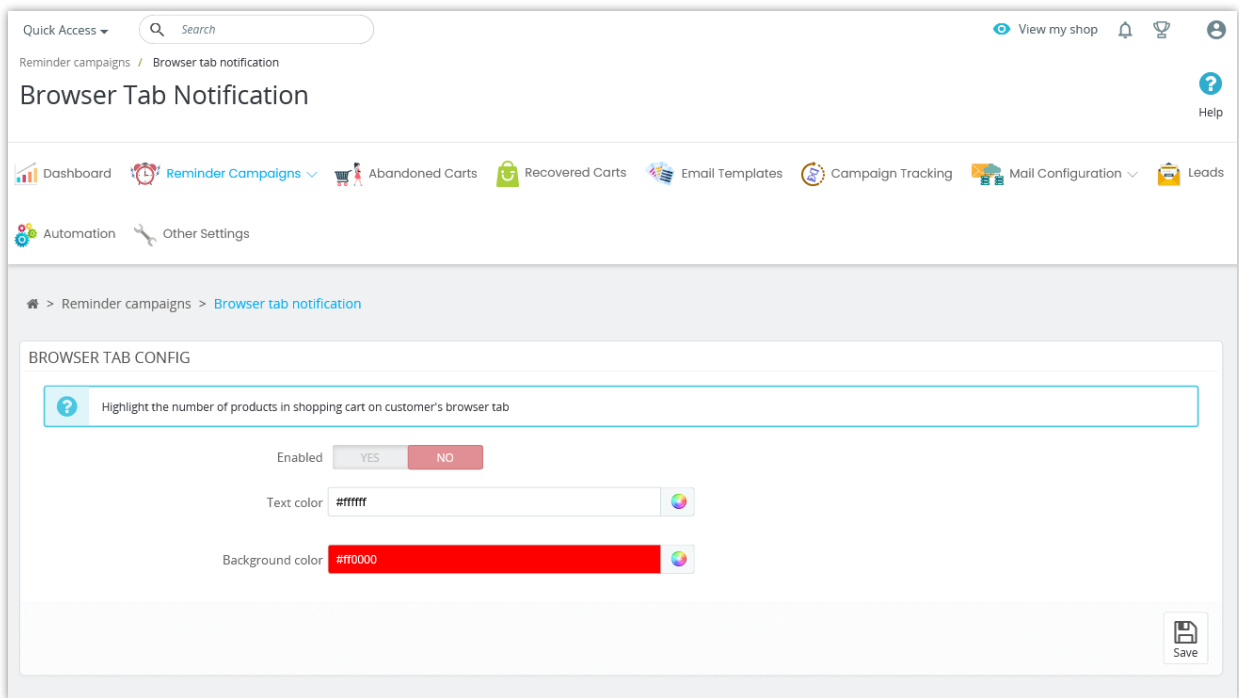 Quick Access
Search
View my shop
Reminder campaigns / Browser tab notification
Browser Tab Notification
Help
Dashboard Reminder Campaigns Abandoned Carts Recovered Carts Email Templates Campaign Tracking Mail Configuration Leads
Automation Other Settings
> Reminder campaigns > Browser tab notification
BROWSER TAB CONFIG
Highlight the number of products in shopping cart on customer's browser tab
Enabled YES NO
Text color #ffffff
Background color #ff0000
Save